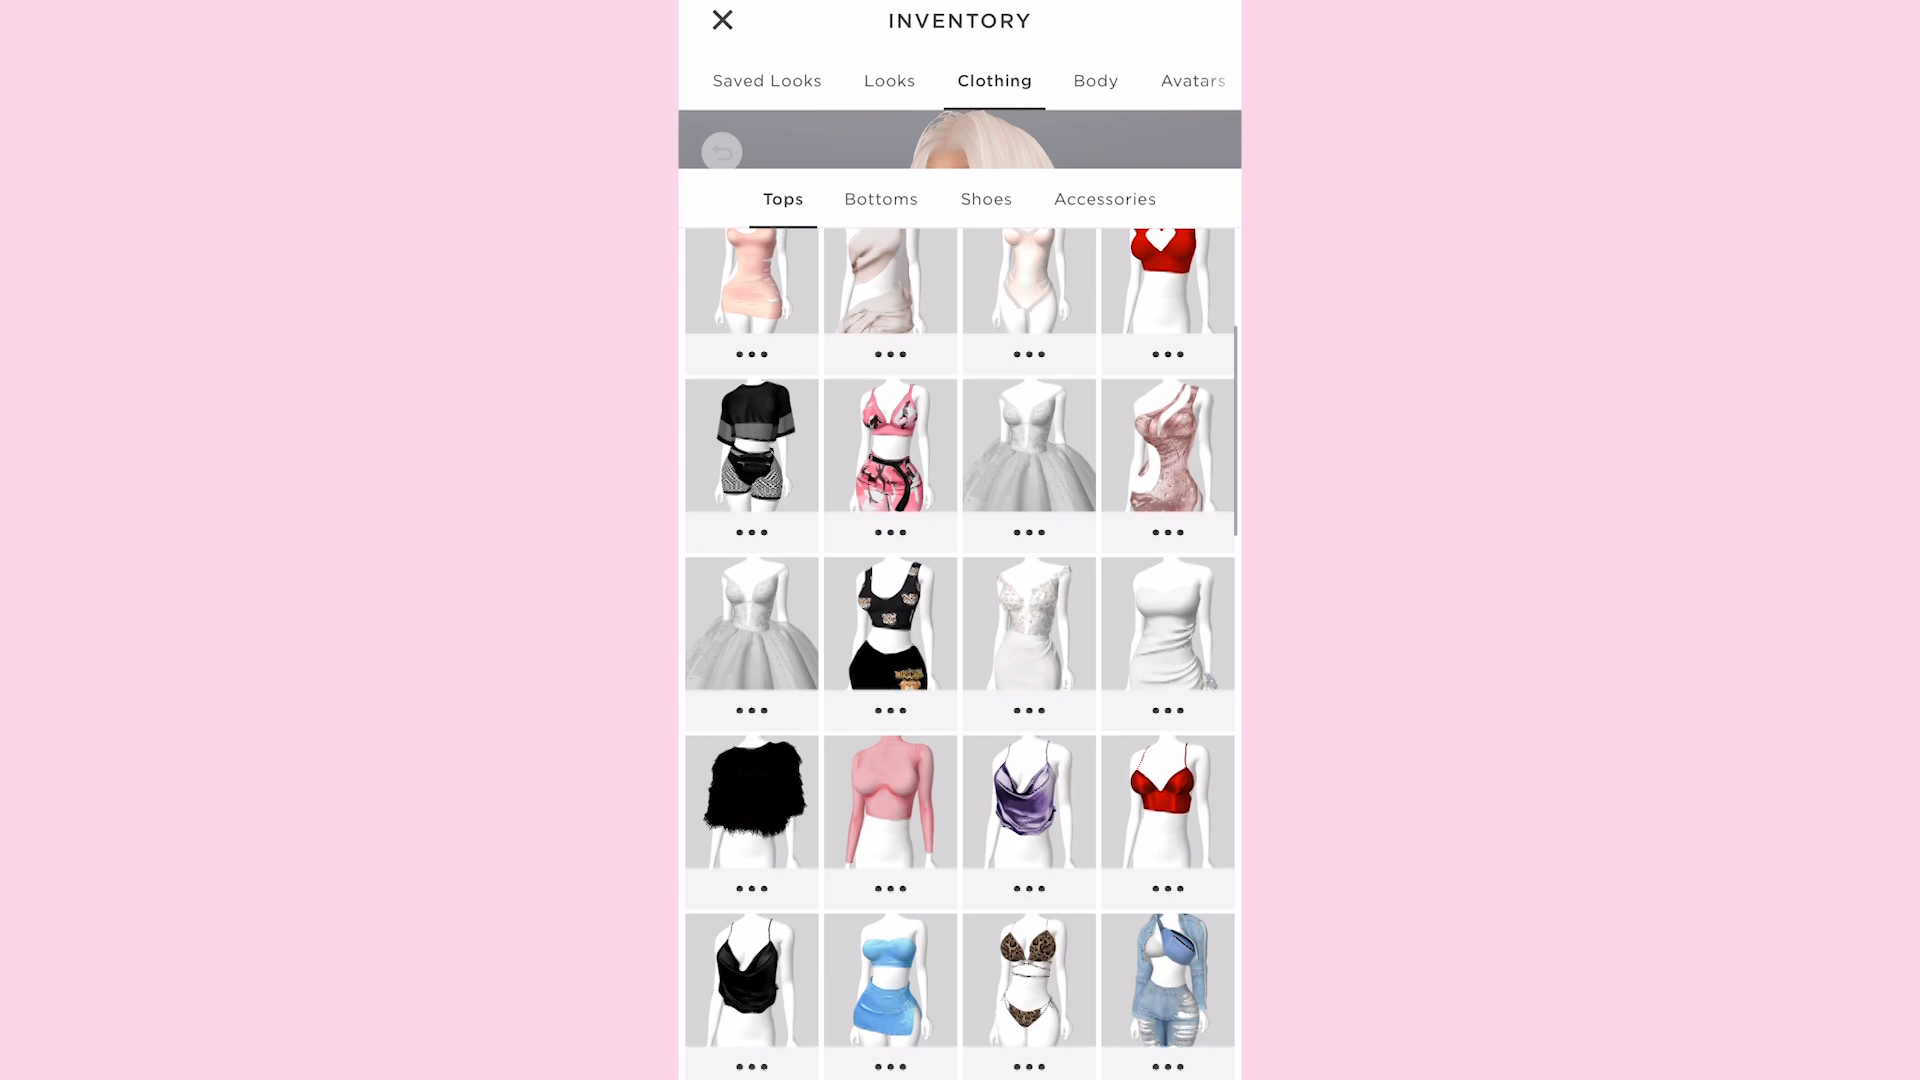 INVENTORY
Saved Looks Looks Clothing Body Avatars
Tops Bottoms Shoes Accessories